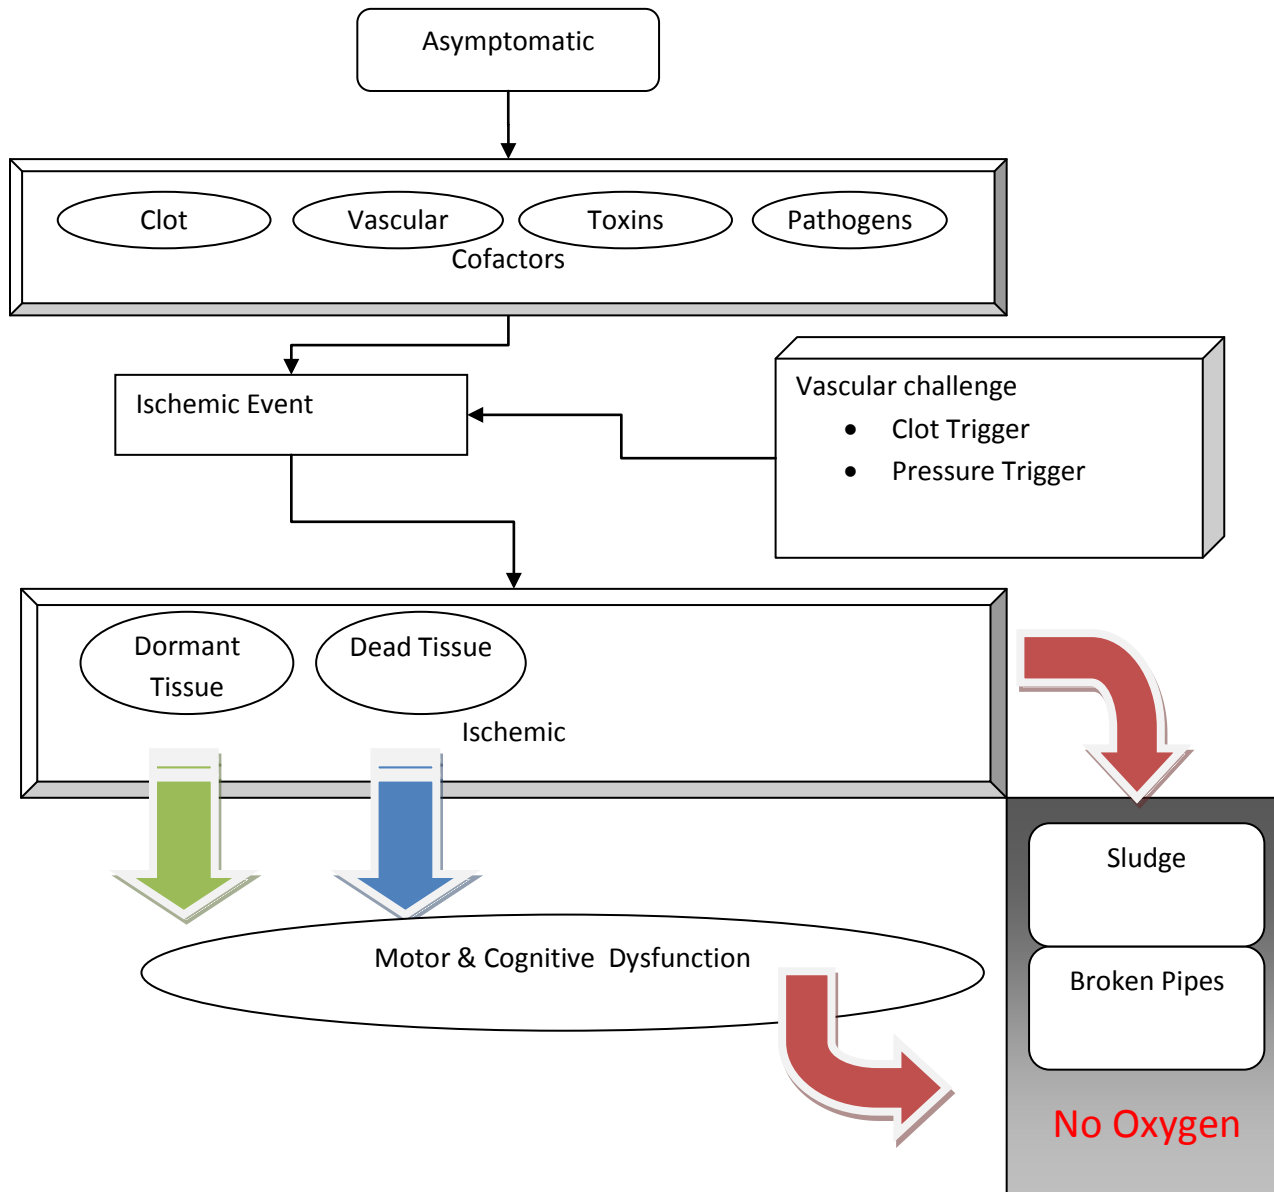 Asymptomatic
Clot
Vascular
Toxins
Pathogens
Cofactors
Ischemic Event
Vascular challenge
• Clot Trigger
• Pressure Trigger
Dormant
Tissue
Dead Tissue
Ischemic
Sludge
Motor & Cognitive  Dysfunction
Broken Pipes
No Oxygen